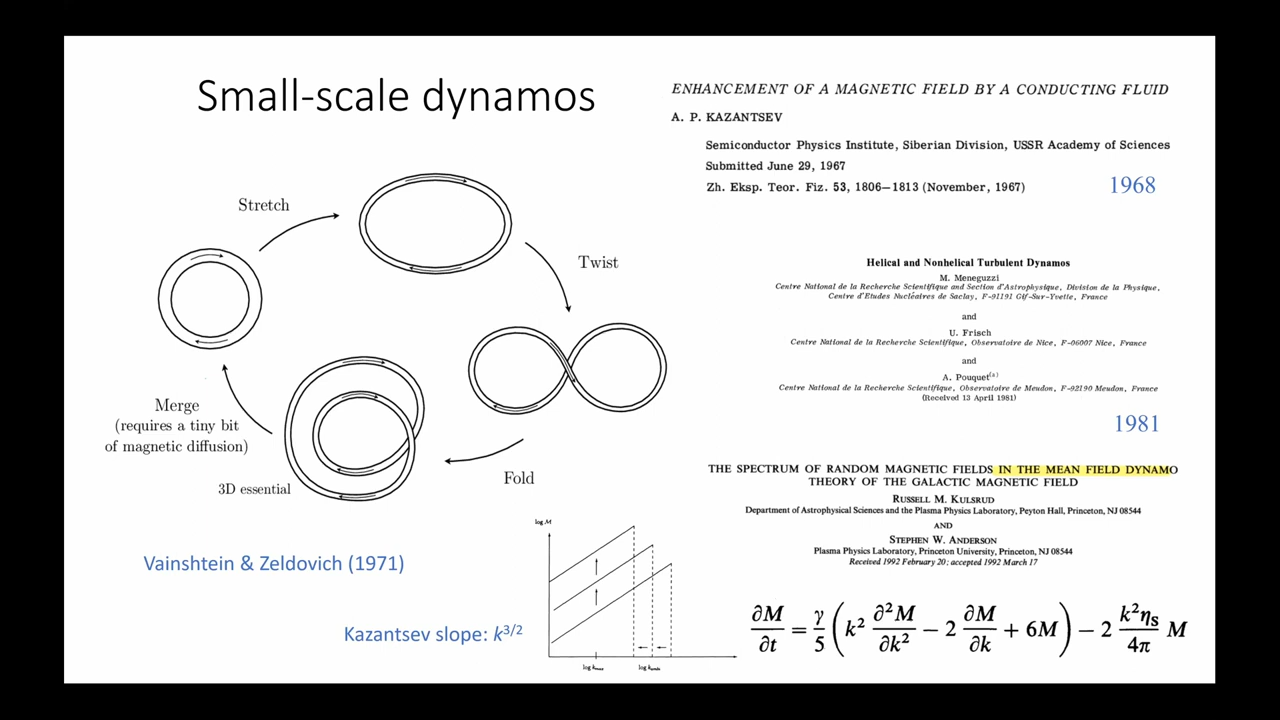 Small-scale dynamos
Stretch
Twist
Merge
(requires a tiny bit
of magnetic diffusion)
3D essential
Fold
Vainshtein & Zeldovich (1971)
Kazantsev slope: k^{3/2}
log M
log k
log k
ENHANCEMENT OF A MAGNETIC FIELD BY A CONDUCTING FLUID
A. P. KAZANTSEV
Semiconductor Physics Institute, Siberian Division, USSR Academy of Sciences
Submitted June 29, 1967
Zh. Eksp. Teor. Fiz. 53, 1806–1813 (November, 1967)
1968
Helical and Nonhelical Turbulent Dynamos
M. Meneguzzi
Centre National de la Recherche Scientifique and Section d'Astrophysique, Division de la Physique,
Centre d'Etudes Nucléaires de Saclay, F-91191 Gif-Sur-Yvette, France
and
U. Frisch
Centre National de la Recherche Scientifique, Observatoire de Nice, F-06007 Nice, France
and
A. Pouquet(a)
Centre National de la Recherche Scientifique, Observatoire de Meudon, F-92190 Meudon, France
(Received 13 April 1981)
1981
THE SPECTRUM OF RANDOM MAGNETIC FIELDS IN THE MEAN FIELD DYNAMO
THEORY OF THE GALACTIC MAGNETIC FIELD
RUSSELL M. KULSRUD
Department of Astrophysical Sciences and the Plasma Physics Laboratory, Peyton Hall, Princeton, NJ 08544
AND
STEPHEN W. ANDERSON
Plasma Physics Laboratory, Princeton University, Princeton, NJ 08544
Received 1992 February 20; accepted 1992 March 17
∂M/∂t = γ/5 (k² ∂²M/∂k² − 2 ∂M/∂k + 6M) − 2 k²ηs/4π M